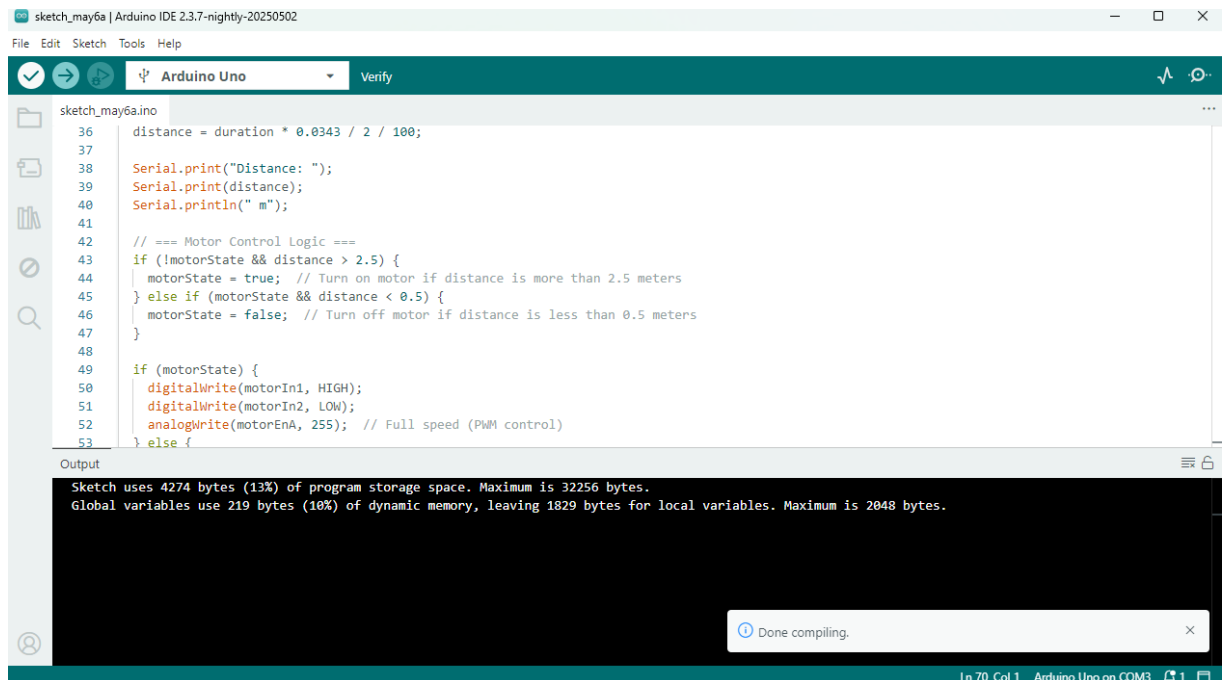 sketch_may6a | Arduino IDE 2.3.7-nightly-20250502
File Edit Sketch Tools Help
Arduino Uno
Verify
sketch_may6a.ino
36 distance = duration * 0.0343 / 2 / 100;
37
38 Serial.print("Distance: ");
39 Serial.print(distance);
40 Serial.println(" m");
41
42 // === Motor Control Logic ===
43 if (!motorState && distance > 2.5) {
44 motorState = true; // Turn on motor if distance is more than 2.5 meters
45 } else if (motorState && distance < 0.5) {
46 motorState = false; // Turn off motor if distance is less than 0.5 meters
47 }
48
49 if (motorState) {
50 digitalWrite(motorIn1, HIGH);
51 digitalWrite(motorIn2, LOW);
52 analogWrite(motorEnA, 255); // Full speed (PWM control)
53 } else {
Output
Sketch uses 4274 bytes (13%) of program storage space. Maximum is 32256 bytes.
Global variables use 219 bytes (10%) of dynamic memory, leaving 1829 bytes for local variables. Maximum is 2048 bytes.
Done compiling.
Ln 70, Col 1 Arduino Uno on COM3 1